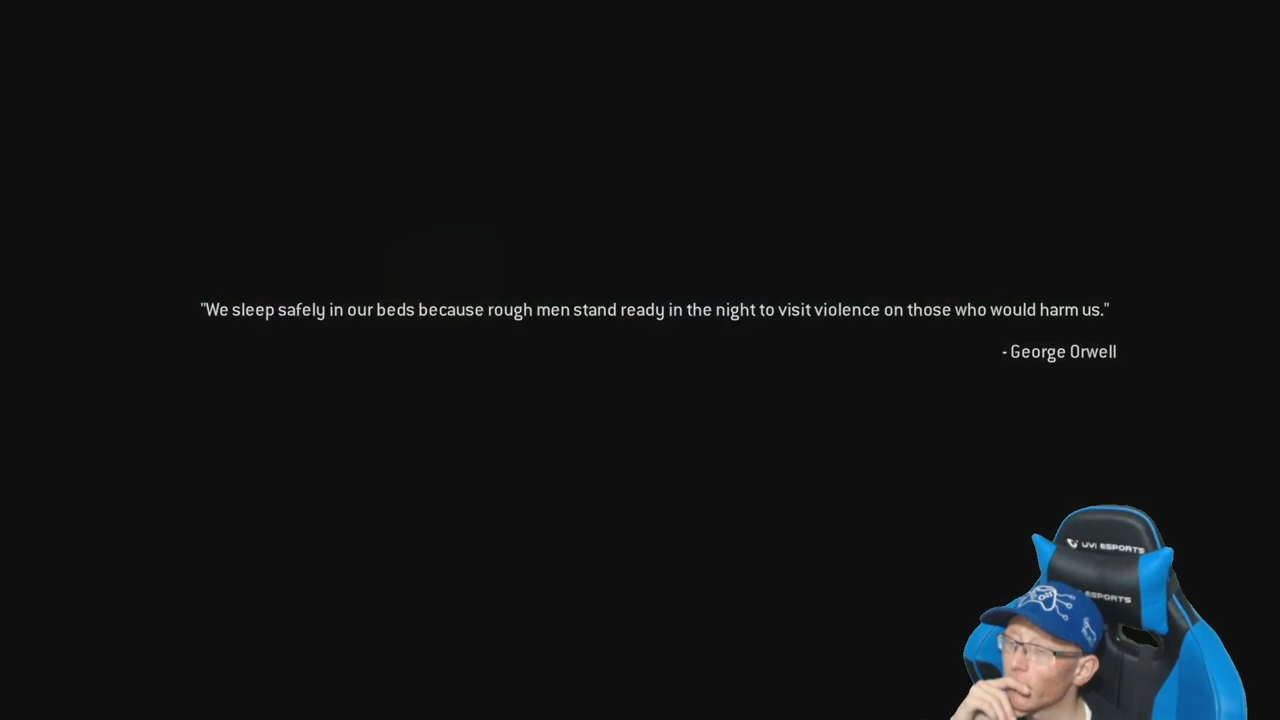 "We sleep safely in our beds because rough men stand ready in the night to visit violence on those who would harm us."
- George Orwell
UVI ESPORTS
ESPORTS